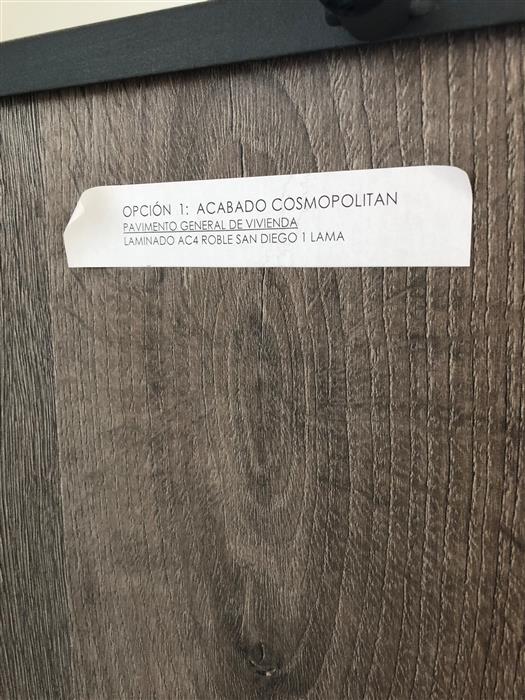 OPCIÓN 1: ACABADO COSMOPOLITAN
PAVIMENTO GENERAL DE VIVIENDA
LAMINADO AC4 ROBLE SAN DIEGO 1 LAMA